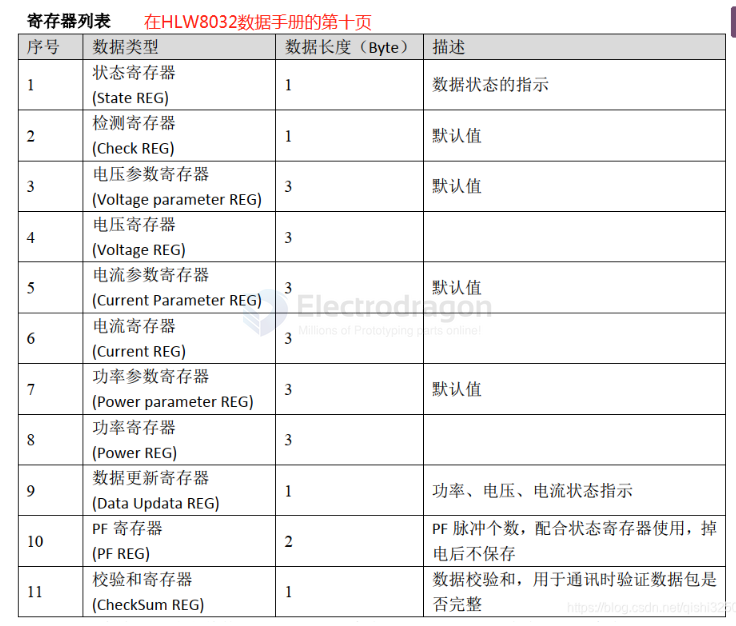 寄存器列表 在HLW8032数据手册的第十页
序号 数据类型 数据长度（Byte） 描述
1 状态寄存器 (State REG) 1 数据状态的指示
2 检测寄存器 (Check REG) 1 默认值
3 电压参数寄存器 (Voltage parameter REG) 3 默认值
4 电压寄存器 (Voltage REG) 3
5 电流参数寄存器 (Current Parameter REG) 3 默认值
Electrodragon
Millions of Prototyping parts online!
6 电流寄存器 (Current REG) 3
7 功率参数寄存器 (Power parameter REG) 3 默认值
8 功率寄存器 (Power REG) 3
9 数据更新寄存器 (Data Updata REG) 1 功率、电压、电流状态指示
10 PF 寄存器 (PF REG) 2 PF 脉冲个数，配合状态寄存器使用，掉
电后不保存
11 校验和寄存器 (CheckSum REG) 1 数据校验和，用于通讯时验证数据包是
否完整